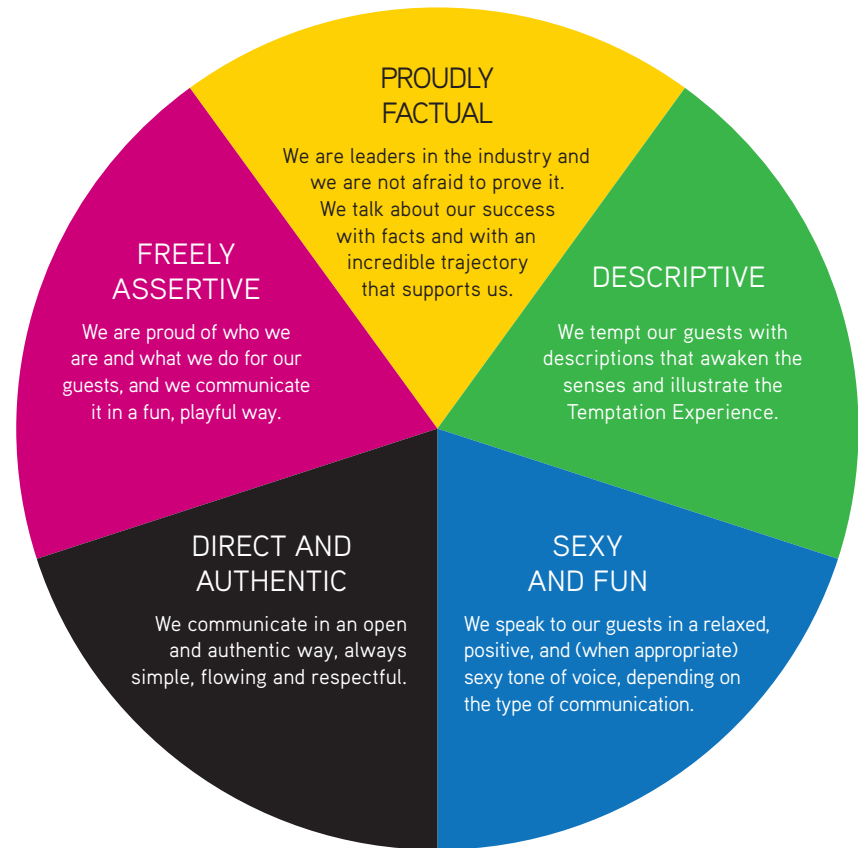 PROUDLY
FACTUAL
We are leaders in the industry and
we are not afraid to prove it.
We talk about our success
with facts and with an
incredible trajectory
that supports us.
DESCRIPTIVE
We tempt our guests with
descriptions that awaken the
senses and illustrate the
Temptation Experience.
SEXY
AND FUN
We speak to our guests in a relaxed,
positive, and (when appropriate)
sexy tone of voice, depending on
the type of communication.
DIRECT AND
AUTHENTIC
We communicate in an open
and authentic way, always
simple, flowing and respectful.
FREELY
ASSERTIVE
We are proud of who we
are and what we do for our
guests, and we communicate
it in a fun, playful way.